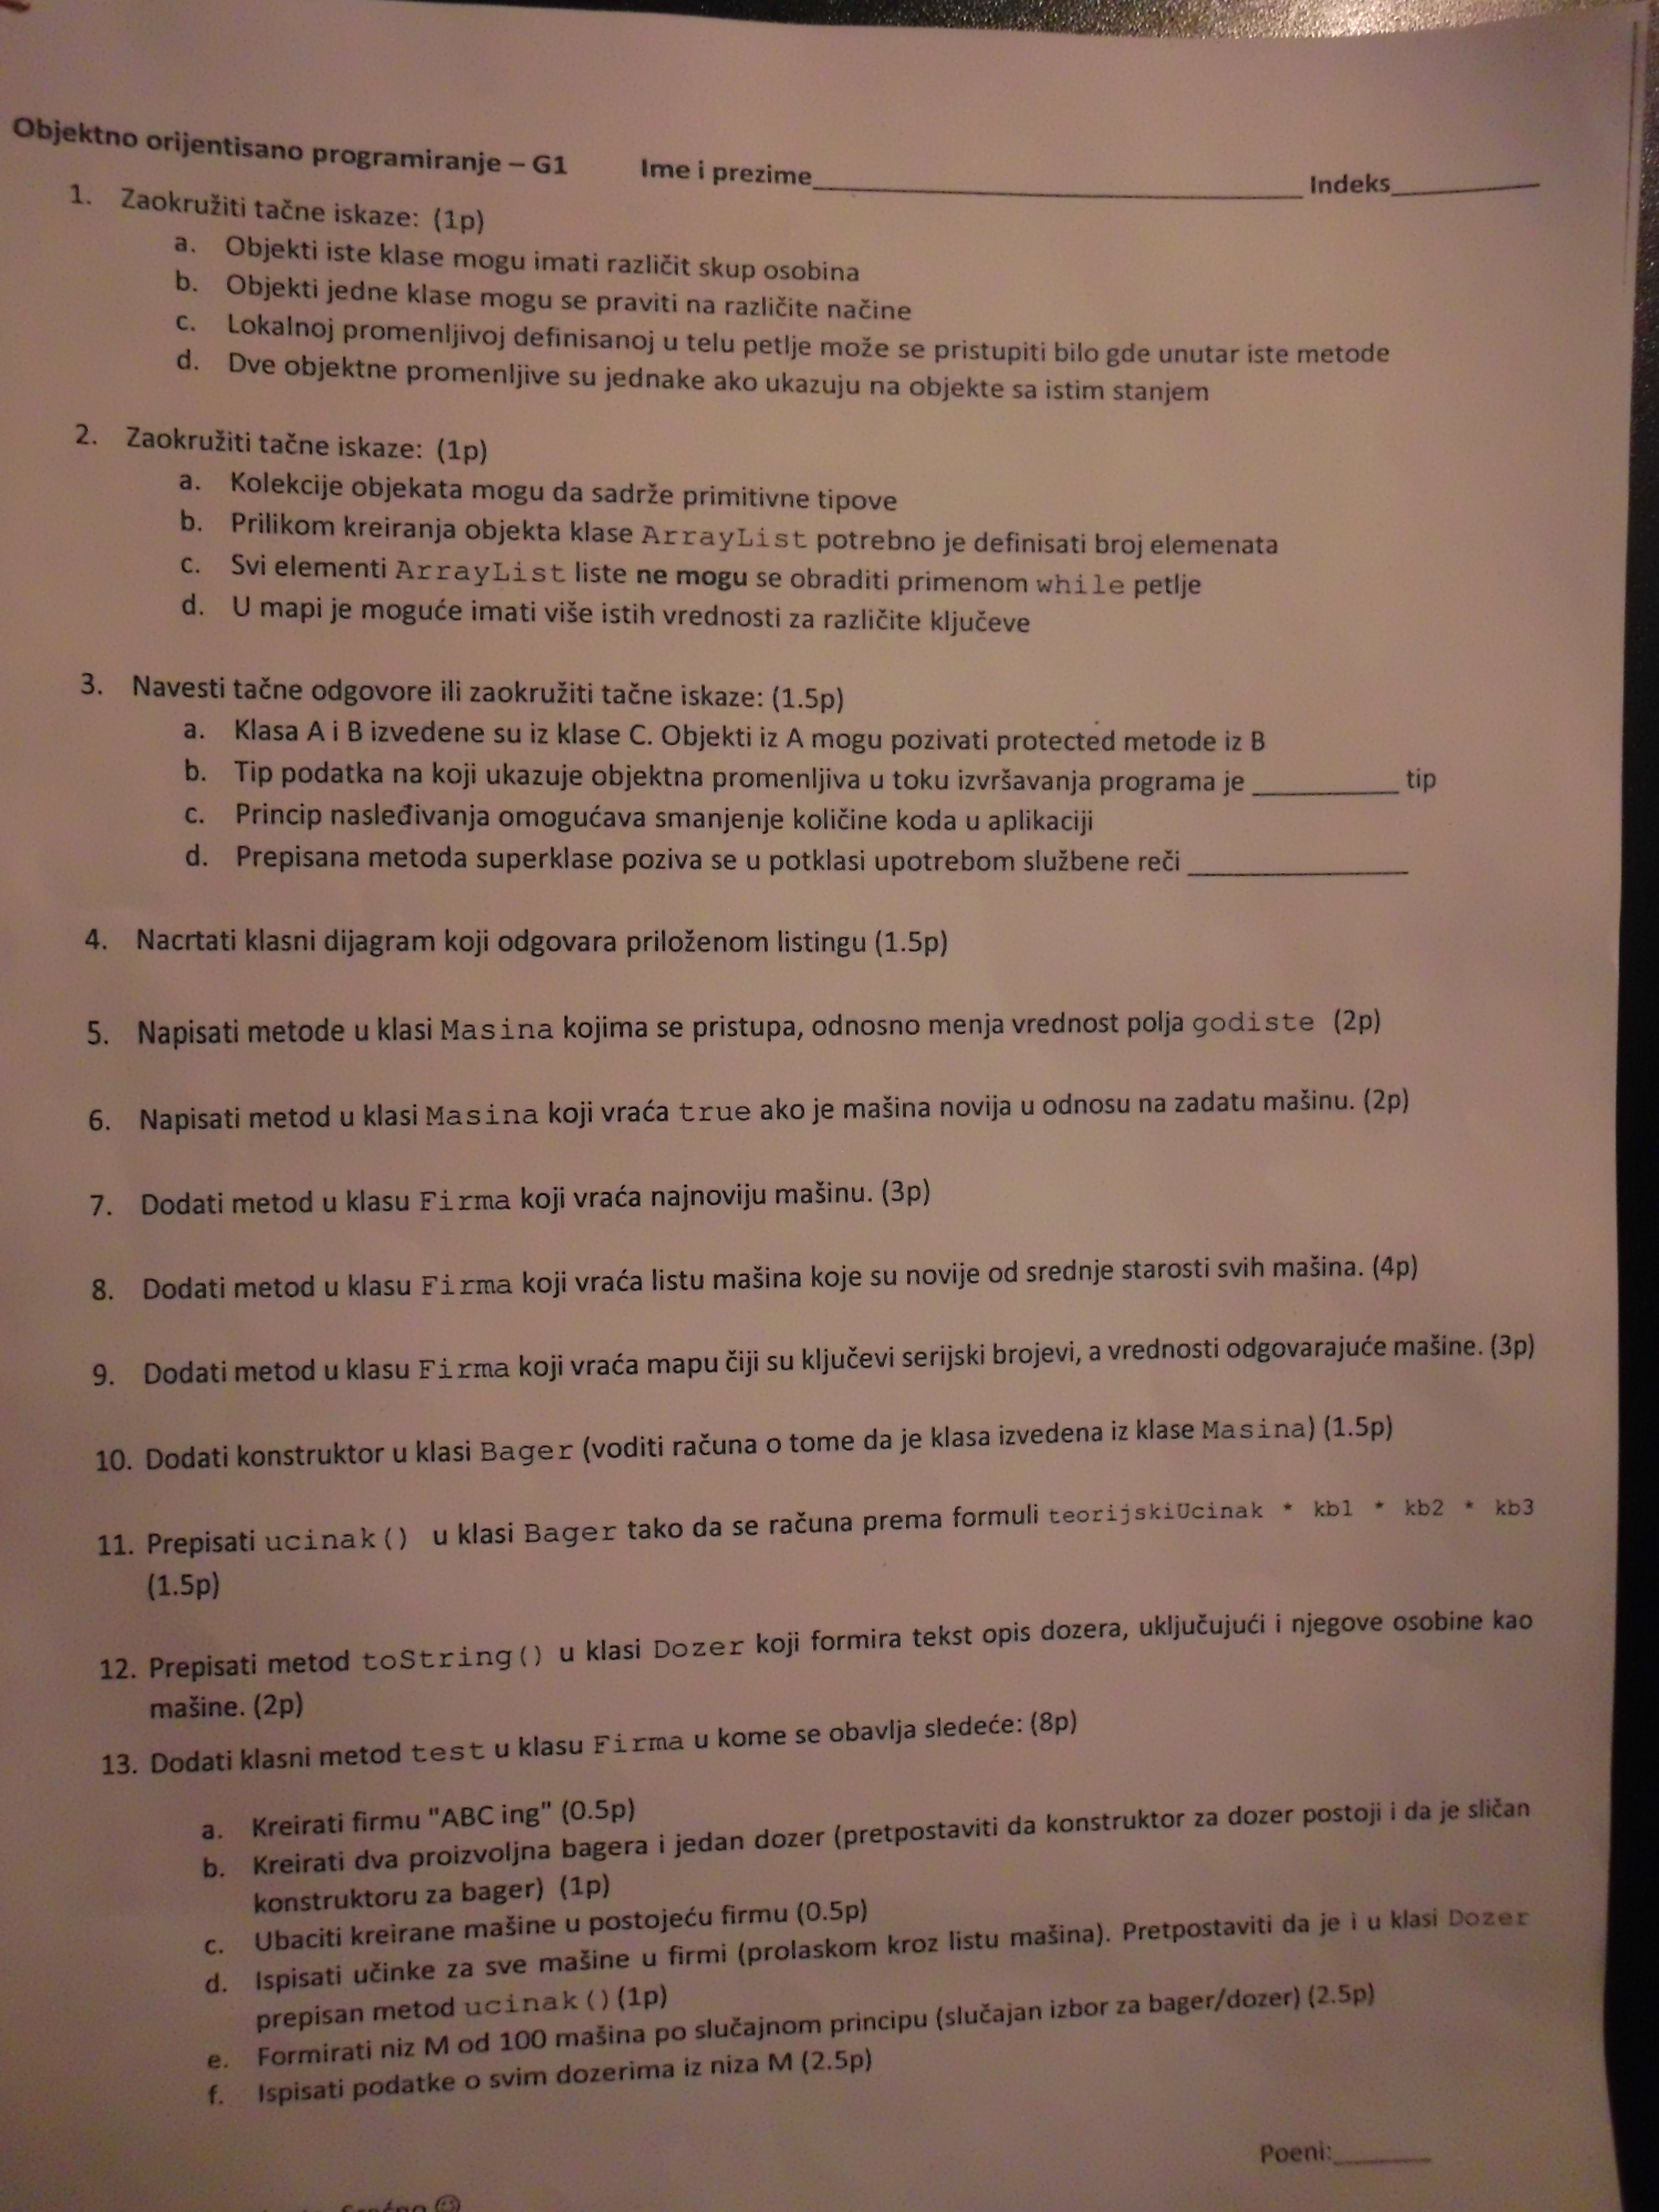 Objektno orijentisano programiranje – G1 Ime i prezime_______________ Indeks_______
1. Zaokružiti tačne iskaze: (1p)
a. Objekti iste klase mogu imati različit skup osobina
b. Objekti jedne klase mogu se praviti na različite načine
c. Lokalnoj promenljivoj definisanoj u telu petlje može se pristupiti bilo gde unutar iste metode
d. Dve objektne promenljive su jednake ako ukazuju na objekte sa istim stanjem
2. Zaokružiti tačne iskaze: (1p)
a. Kolekcije objekata mogu da sadrže primitivne tipove
b. Prilikom kreiranja objekta klase ArrayList potrebno je definisati broj elemenata
c. Svi elementi ArrayList liste ne mogu se obraditi primenom while petlje
d. U mapi je moguće imati više istih vrednosti za različite ključeve
3. Navesti tačne odgovore ili zaokružiti tačne iskaze: (1.5p)
a. Klasa A i B izvedene su iz klase C. Objekti iz A mogu pozivati protected metode iz B
b. Tip podatka na koji ukazuje objektna promenljiva u toku izvršavanja programa je __________ tip
c. Princip nasleđivanja omogućava smanjenje količine koda u aplikaciji
d. Prepisana metoda superklase poziva se u potklasi upotrebom službene reči _______________
4. Nacrtati klasni dijagram koji odgovara priloženom listingu (1.5p)
5. Napisati metode u klasi Masina kojima se pristupa, odnosno menja vrednost polja godiste (2p)
6. Napisati metod u klasi Masina koji vraća true ako je mašina novija u odnosu na zadatu mašinu. (2p)
7. Dodati metod u klasu Firma koji vraća najnoviju mašinu. (3p)
8. Dodati metod u klasu Firma koji vraća listu mašina koje su novije od srednje starosti svih mašina. (4p)
9. Dodati metod u klasu Firma koji vraća mapu čiji su ključevi serijski brojevi, a vrednosti odgovarajuće mašine. (3p)
10. Dodati konstruktor u klasi Bager (voditi računa o tome da je klasa izvedena iz klase Masina) (1.5p)
11. Prepisati ucinak() u klasi Bager tako da se računa prema formuli teorijskiUcinak * kb1 * kb2 * kb3
(1.5p)
12. Prepisati metod toString() u klasi Dozer koji formira tekst opis dozera, uključujući i njegove osobine kao
mašine. (2p)
13. Dodati klasni metod test u klasu Firma u kome se obavlja sledeće: (8p)
a. Kreirati firmu "ABC ing" (0.5p)
b. Kreirati dva proizvoljna bagera i jedan dozer (pretpostaviti da konstruktor za dozer postoji i da je sličan
konstruktoru za bager) (1p)
c. Ubaciti kreirane mašine u postojeću firmu (0.5p)
d. Ispisati učinke za sve mašine u firmi (prolaskom kroz listu mašina). Pretpostaviti da je i u klasi Dozer
prepisan metod ucinak() (1p)
e. Formirati niz M od 100 mašina po slučajnom principu (slučajan izbor za bager/dozer) (2.5p)
f. Ispisati podatke o svim dozerima iz niza M (2.5p)
Poeni:_______